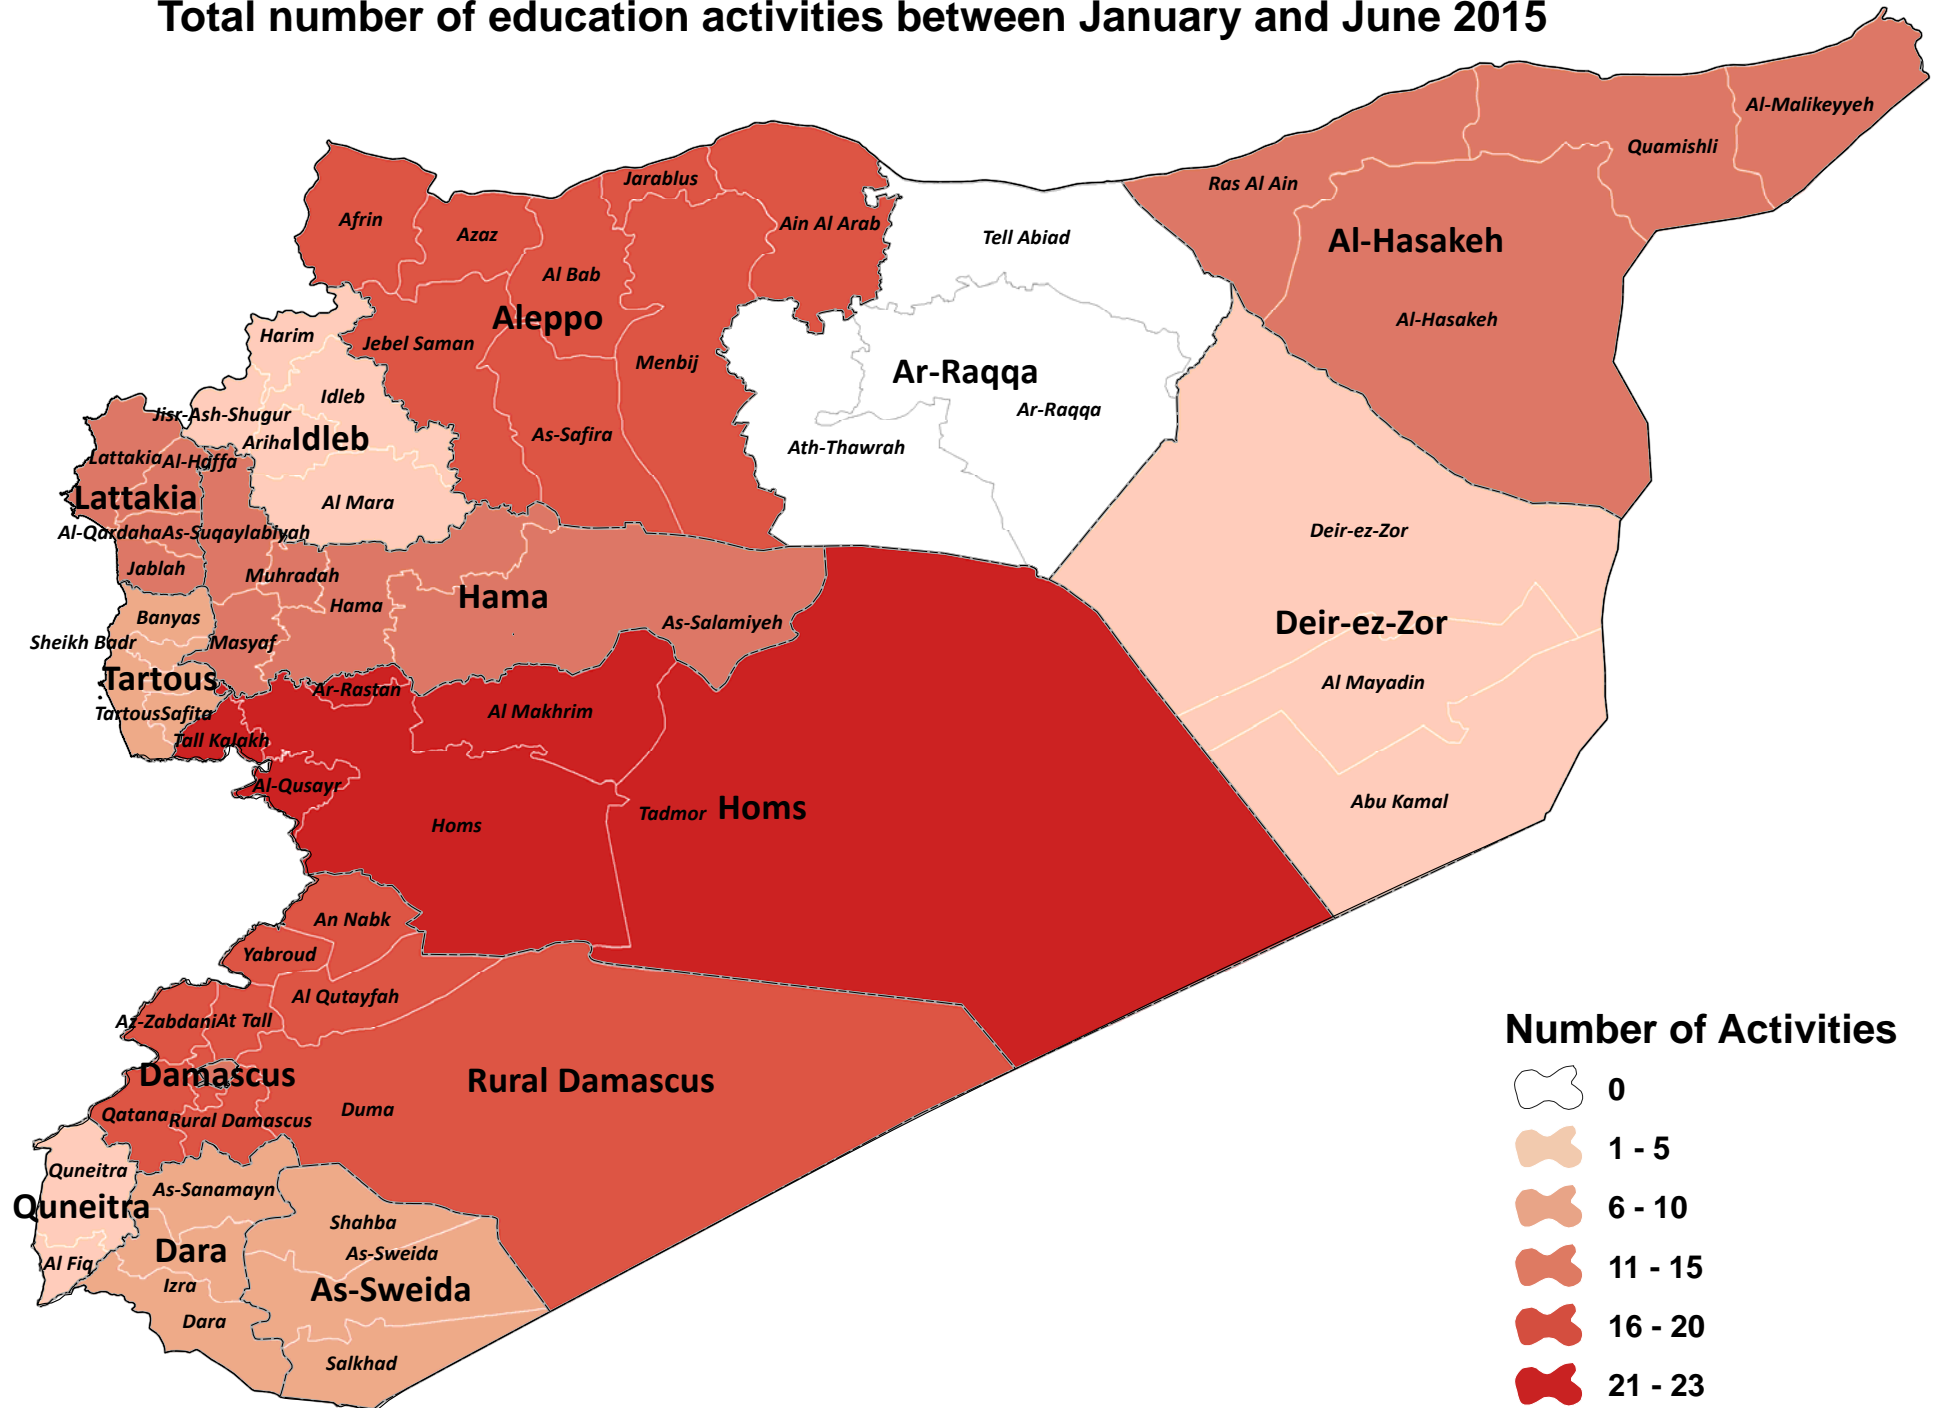 Total number of education activities between January and June 2015
Al-Malikeyyeh
Quamishli
Ras Al Ain
Jarablus
Afrin
Azaz
Ain Al Arab
Tell Abiad
Al-Hasakeh
Al Bab
Aleppo
Al-Hasakeh
Harim
Jebel Saman
Menbij
Ar-Raqqa
Idleb
Ar-Raqqa
Jisr-Ash-Shugur
Ariha
Idleb
As-Safira
Ath-Thawrah
Lattakia
Al-Haffa
Lattakia
Al Mara
Al-Qardaha
As-Suqaylabiyah
Deir-ez-Zor
Jablah
Muhradah
Hama
Hama
Banyas
As-Salamiyeh
Deir-ez-Zor
Sheikh Badr
Masyaf
Tartous
Ar-Rastan
Al Mayadin
Tartous
Safita
Al Makhrim
Tall Kalakh
Al-Qusayr
Homs
Tadmor
Homs
Abu Kamal
An Nabk
Yabroud
Al Qutayfah
Az-Zabdani
At Tall
Damascus
Rural Damascus
Qatana
Rural Damascus
Duma
Quneitra
As-Sanamayn
Quneitra
Shahba
Dara
As-Sweida
Al Fiq
Izra
As-Sweida
Dara
Salkhad
Number of Activities
0
1 - 5
6 - 10
11 - 15
16 - 20
21 - 23